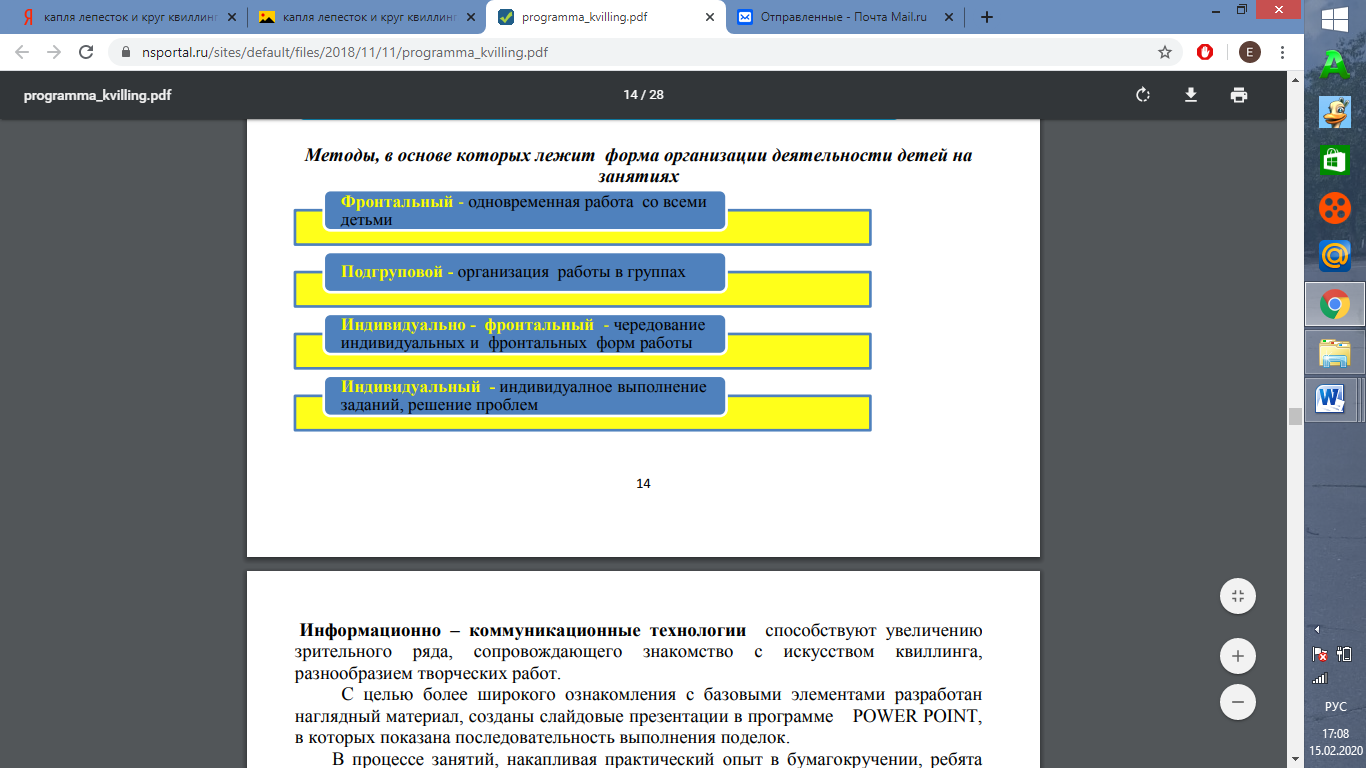 Я капля лепесток и круг квиллинг
капля лепесток и круг квиллинг
programma_kvilling.pdf
Отправленные - Почта Mail.ru
nsportal.ru/sites/default/files/2018/11/11/programma_kvilling.pdf
E
programma_kvilling.pdf
14 / 28
Методы, в основе которых лежит форма организации деятельности детей на
занятиях
Фронтальный - одновременная работа со всеми
детьми
Подгруповой - организация работы в группах
Индивидуально - фронтальный - чередование
индивидуальных и фронтальных форм работы
Индивидуальный - индивидуалное выполнение
заданий, решение проблем
14
Информационно – коммуникационные технологии способствуют увеличению
зрительного ряда, сопровождающего знакомство с искусством квиллинга,
разнообразием творческих работ.
С целью более широкого ознакомления с базовыми элементами разработан
наглядный материал, созданы слайдовые презентации в программе POWER POINT,
в которых показана последовательность выполнения поделок.
В процессе занятий, накапливая практический опыт в бумагокручении, ребята
РУС
17:08
15.02.2020